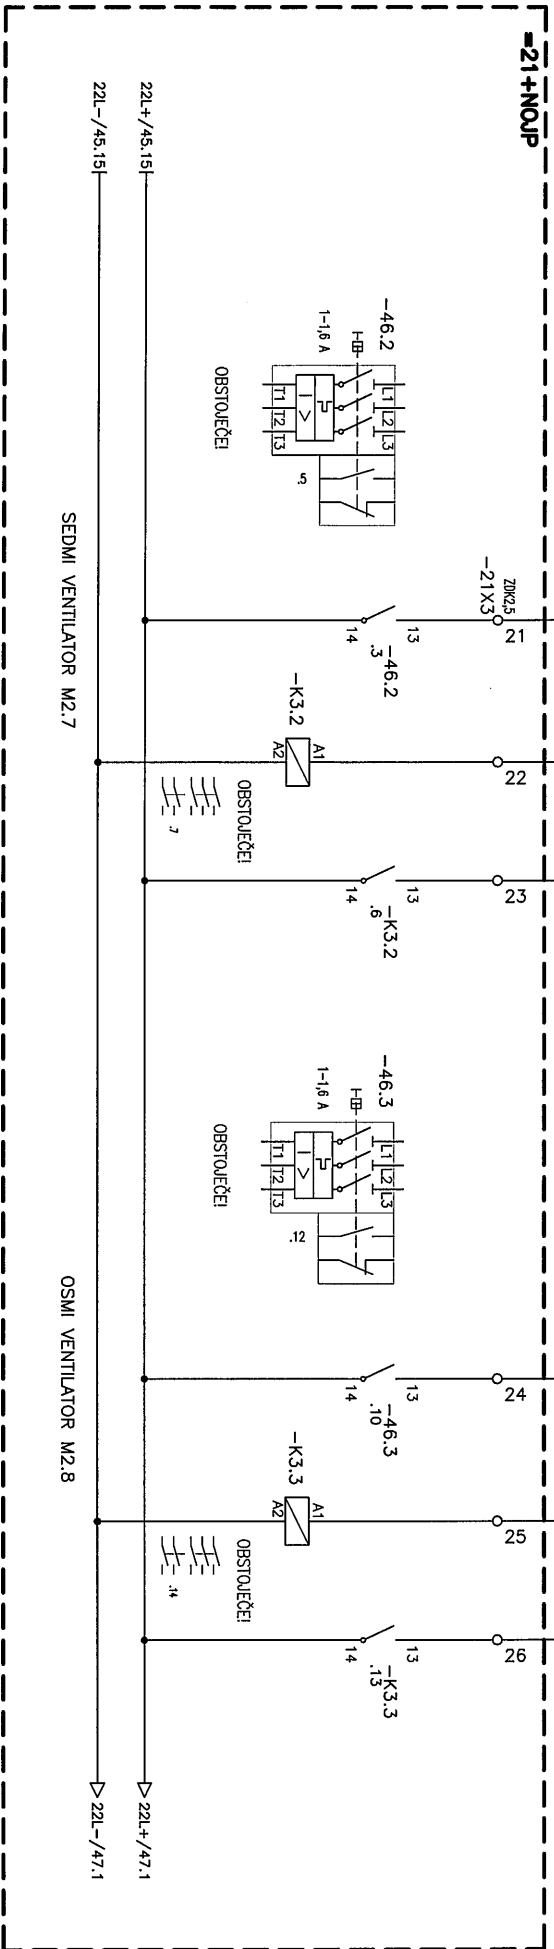 =21+NOJP
22L+/45.15
22L-/45.15
-46.2
1-1,6 A
L1 L2 L3
I>
T1 T2 T3
.5
OBSTOJEČE!
SEDMI VENTILATOR M2.7
ZDK2,5
-21X3
21
13
14
-46.2
.3
22
-K3.2
A1
A2
OBSTOJEČE!
.7
23
13
14
-K3.2
.6
-46.3
1-1,6 A
L1 L2 L3
I>
T1 T2 T3
.12
OBSTOJEČE!
OSMI VENTILATOR M2.8
24
13
14
-46.3
.10
25
-K3.3
A1
A2
OBSTOJEČE!
.14
26
13
14
-K3.3
.13
22L+/47.1
22L-/47.1